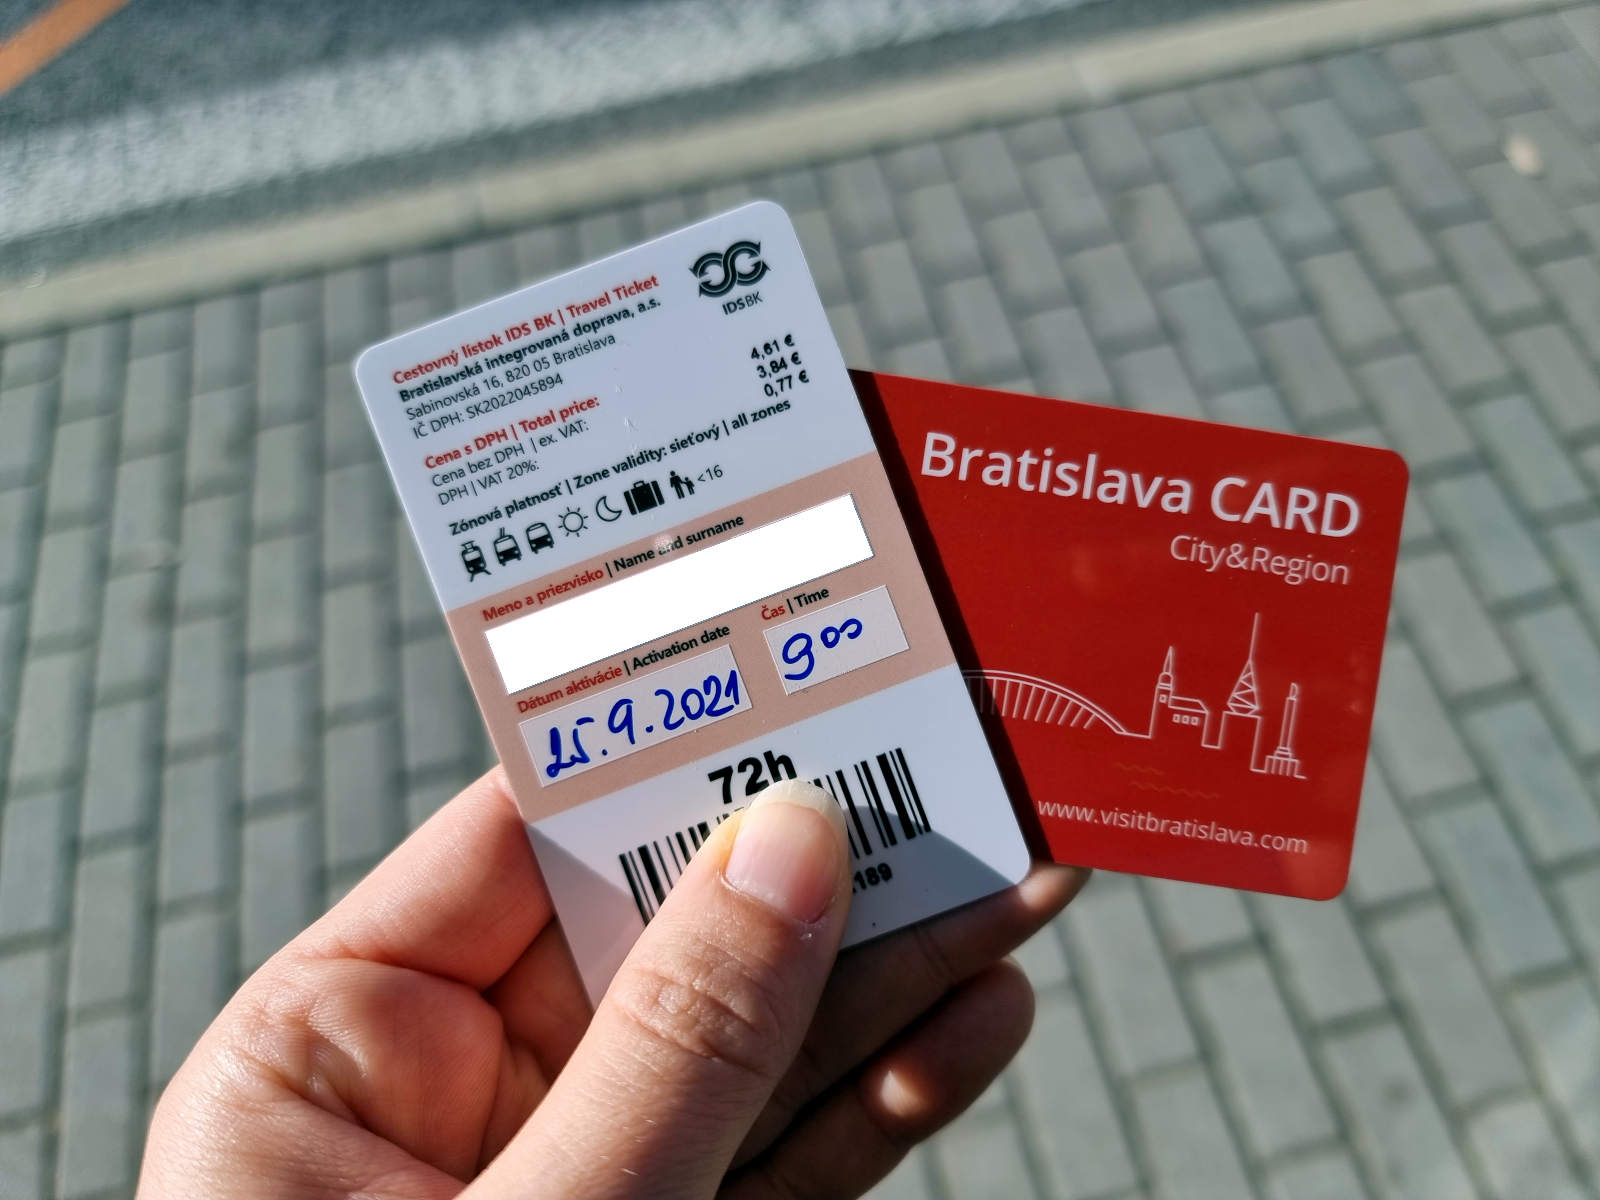 IDSBK
Cestovný lístok IDS BK | Travel Ticket
Bratislavská integrovaná doprava, a.s.
Sabinovská 16, 820 05 Bratislava
IČ DPH: SK2022045894
Cena s DPH | Total price: 4,61 €
Cena bez DPH | ex. VAT: 3,84 €
DPH | VAT 20%: 0,77 €
Zónová platnosť | Zone validity: sieťový | all zones
<16
Meno a priezvisko | Name and surname
Dátum aktivácie | Activation date
25.9.2021
Čas | Time
9 00
72h
189
Bratislava CARD
City&Region
www.visitbratislava.com